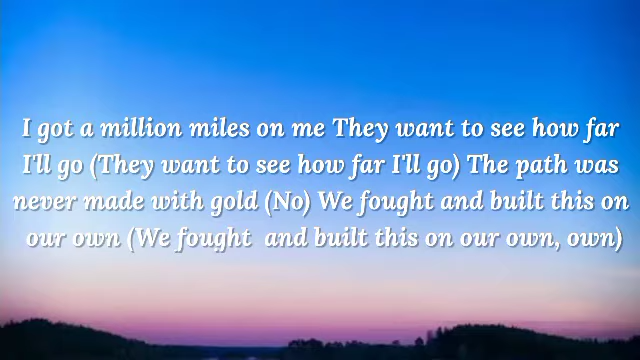 I got a million miles on me They want to see how far
I'll go (They want to see how far I'll go) The path was
never made with gold (No) We fought and built this on
our own (We fought  and built this on our own, own)